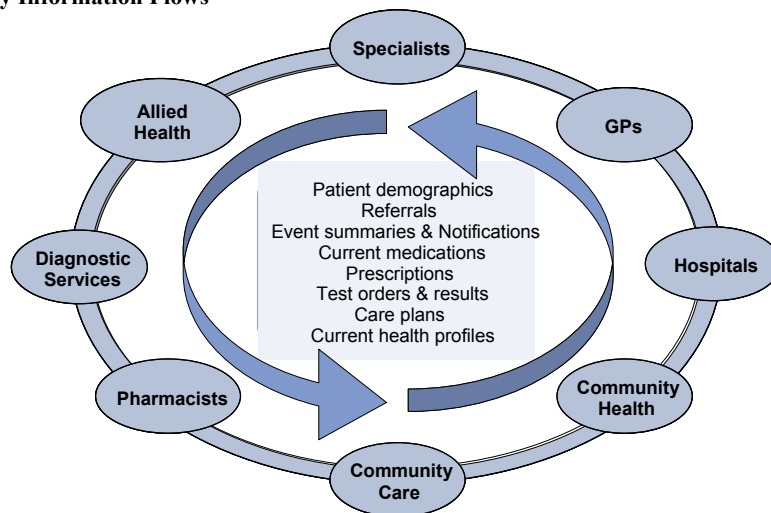 y Information Flows
Specialists
Allied
Health
GPs
Patient demographics
Referrals
Event summaries & Notifications
Current medications
Prescriptions
Test orders & results
Care plans
Current health profiles
Diagnostic
Services
Hospitals
Pharmacists
Community
Health
Community
Care